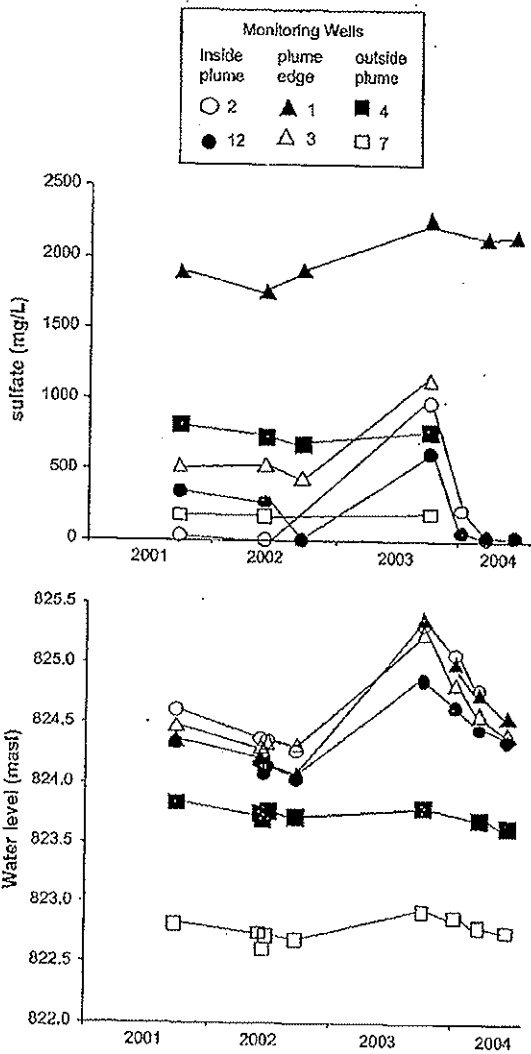 Monitoring Wells
Inside plume outside
plume edge plume
2 1 4
12 3 7
2500
2000
1500
1000
500
0
sulfate (mg/L)
2001 2002 2003 2004
825.5
825.0
824.5
824.0
823.5
823.0
822.5
822.0
Water level (masl)
2001 2002 2003 2004